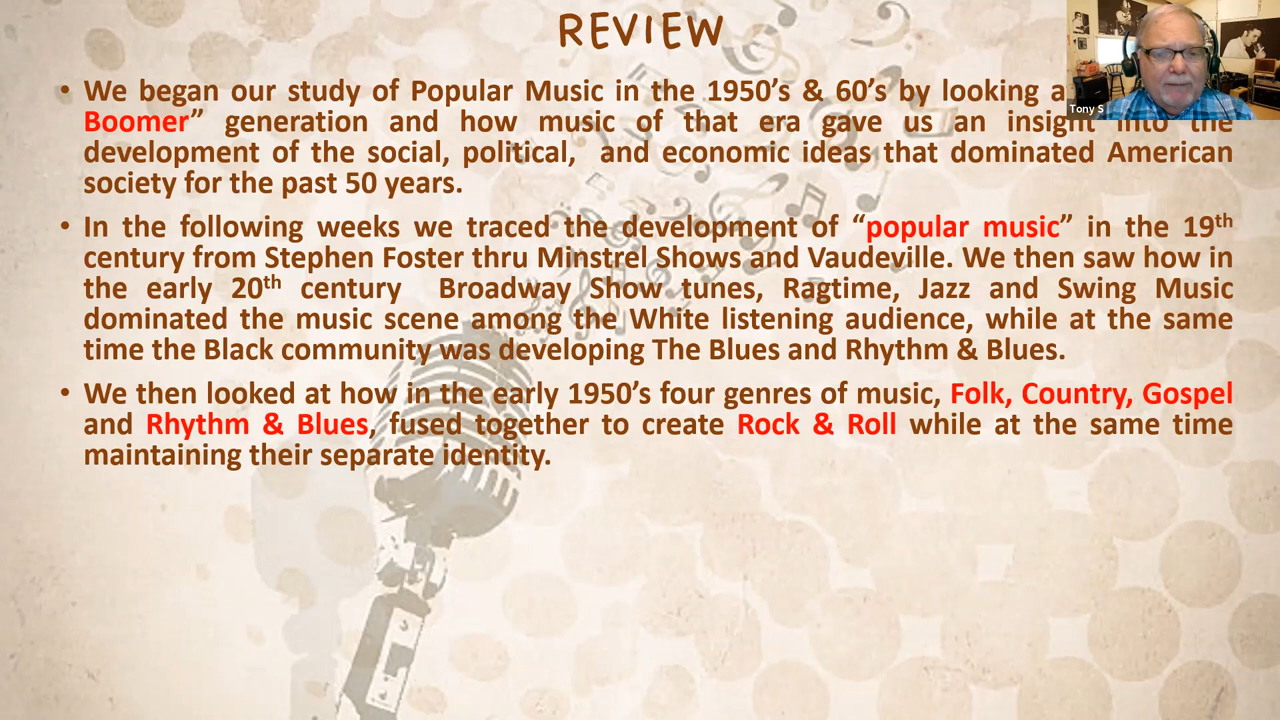 REVIEW
• We began our study of Popular Music in the 1950's & 60's by looking a
Boomer” generation and how music of that era gave us an insight into the
development of the social, political, and economic ideas that dominated American
society for the past 50 years.
• In the following weeks we traced the development of “popular music” in the 19th
century from Stephen Foster thru Minstrel Shows and Vaudeville. We then saw how in
the early 20th century Broadway Show tunes, Ragtime, Jazz and Swing Music
dominated the music scene among the White listening audience, while at the same
time the Black community was developing The Blues and Rhythm & Blues.
• We then looked at how in the early 1950's four genres of music, Folk, Country, Gospel
and Rhythm & Blues, fused together to create Rock & Roll while at the same time
maintaining their separate identity.
Tony S